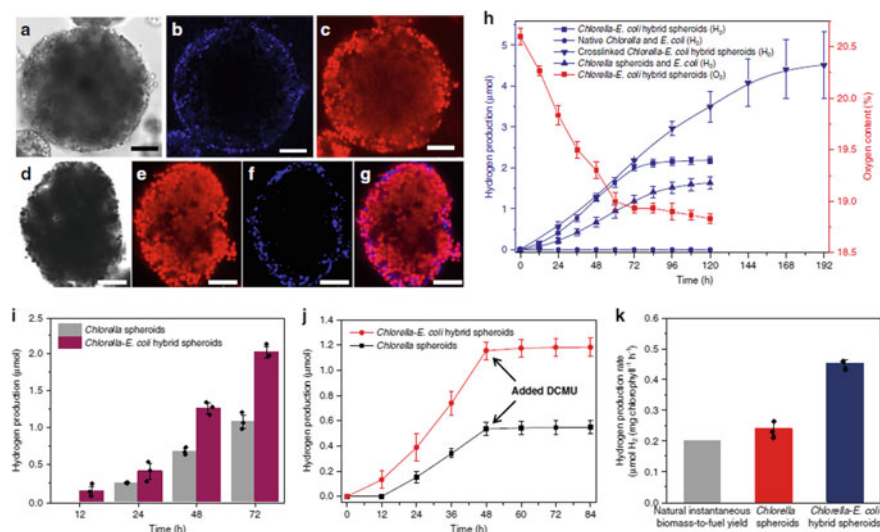 a
b
c
d
e
f
g
h
Chlorella-E. coli hybrid spheroids (H₂)
Native Chlorella and E. coli (H₂)
Crosslinked Chlorella-E. coli hybrid spheroids (H₂)
Chlorella spheroids and E. coli (H₂)
Chlorella-E. coli hybrid spheroids (O₂)
Hydrogen production (μmol)
5
4
3
2
1
0
Oxygen content (%)
20.5
20.0
19.5
19.0
18.5
0 24 48 72 96 120 144 168 192
Time (h)
i
Chlorella spheroids
Chlorella-E. coli hybrid spheroids
Hydrogen production (μmol)
2.5
2.0
1.5
1.0
0.5
0.0
12 24 48 72
Time (h)
j
Chlorella-E. coli hybrid spheroids
Chlorella spheroids
Added DCMU
Hydrogen production (μmol)
1.8
1.5
1.2
0.9
0.6
0.3
0.0
0 12 24 36 48 60 72 84
Time (h)
k
Hydrogen production rate
(μmol H₂ (mg chlorophyll)⁻¹ h⁻¹)
0.6
0.5
0.4
0.3
0.2
0.1
0.0
Natural instantaneous
biomass-to-fuel yield
Chlorella
spheroids
Chlorella-E. coli
hybrid spheroids